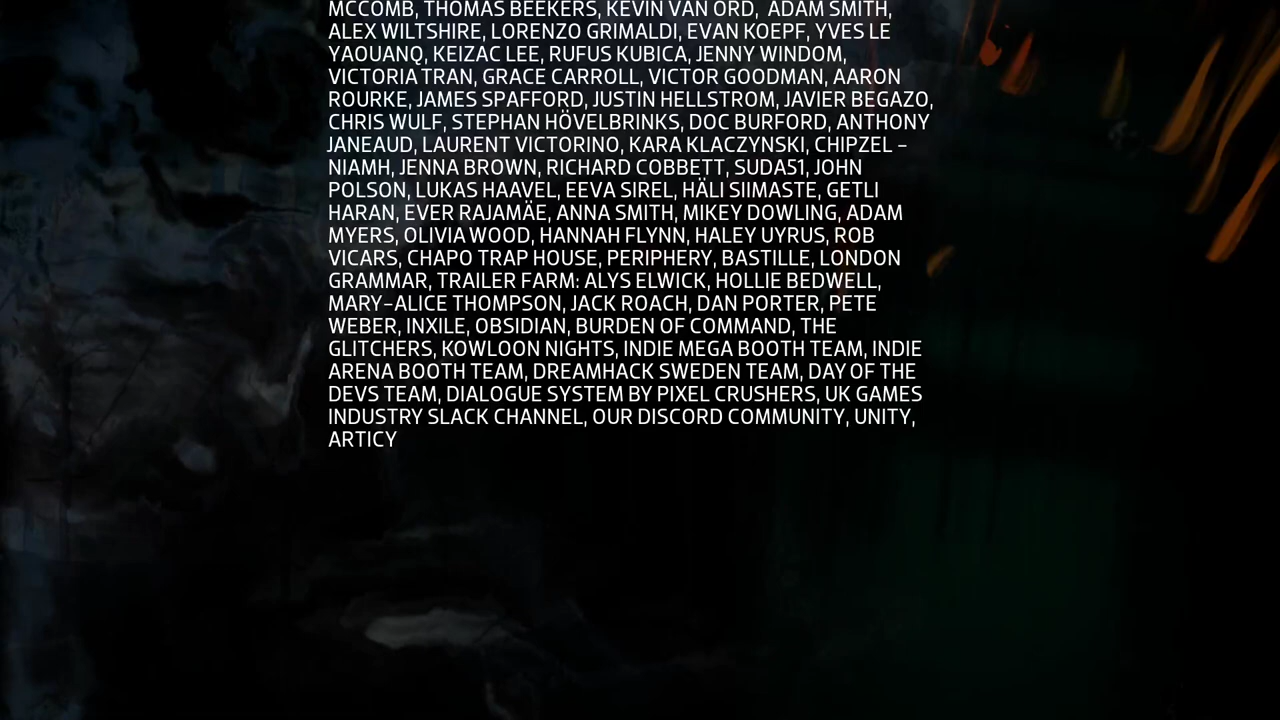 MCCOMB, THOMAS BEEKERS, KEVIN VAN ORD, ADAM SMITH,
ALEX WILTSHIRE, LORENZO GRIMALDI, EVAN KOEPF, YVES LE
YAOUANQ, KEIZAC LEE, RUFUS KUBICA, JENNY WINDOM,
VICTORIA TRAN, GRACE CARROLL, VICTOR GOODMAN, AARON
ROURKE, JAMES SPAFFORD, JUSTIN HELLSTROM, JAVIER BEGAZO,
CHRIS WULF, STEPHAN HÖVELBRINKS, DOC BURFORD, ANTHONY
JANEAUD, LAURENT VICTORINO, KARA KLACZYNSKI, CHIPZEL -
NIAMH, JENNA BROWN, RICHARD COBBETT, SUDA51, JOHN
POLSON, LUKAS HAAVEL, EEVA SIREL, HÄLI SIIMASTE, GETLI
HARAN, EVER RAJAMÄE, ANNA SMITH, MIKEY DOWLING, ADAM
MYERS, OLIVIA WOOD, HANNAH FLYNN, HALEY UYRUS, ROB
VICARS, CHAPO TRAP HOUSE, PERIPHERY, BASTILLE, LONDON
GRAMMAR, TRAILER FARM: ALYS ELWICK, HOLLIE BEDWELL,
MARY-ALICE THOMPSON, JACK ROACH, DAN PORTER, PETE
WEBER, INXILE, OBSIDIAN, BURDEN OF COMMAND, THE
GLITCHERS, KOWLOON NIGHTS, INDIE MEGA BOOTH TEAM, INDIE
ARENA BOOTH TEAM, DREAMHACK SWEDEN TEAM, DAY OF THE
DEVS TEAM, DIALOGUE SYSTEM BY PIXEL CRUSHERS, UK GAMES
INDUSTRY SLACK CHANNEL, OUR DISCORD COMMUNITY, UNITY,
ARTICY